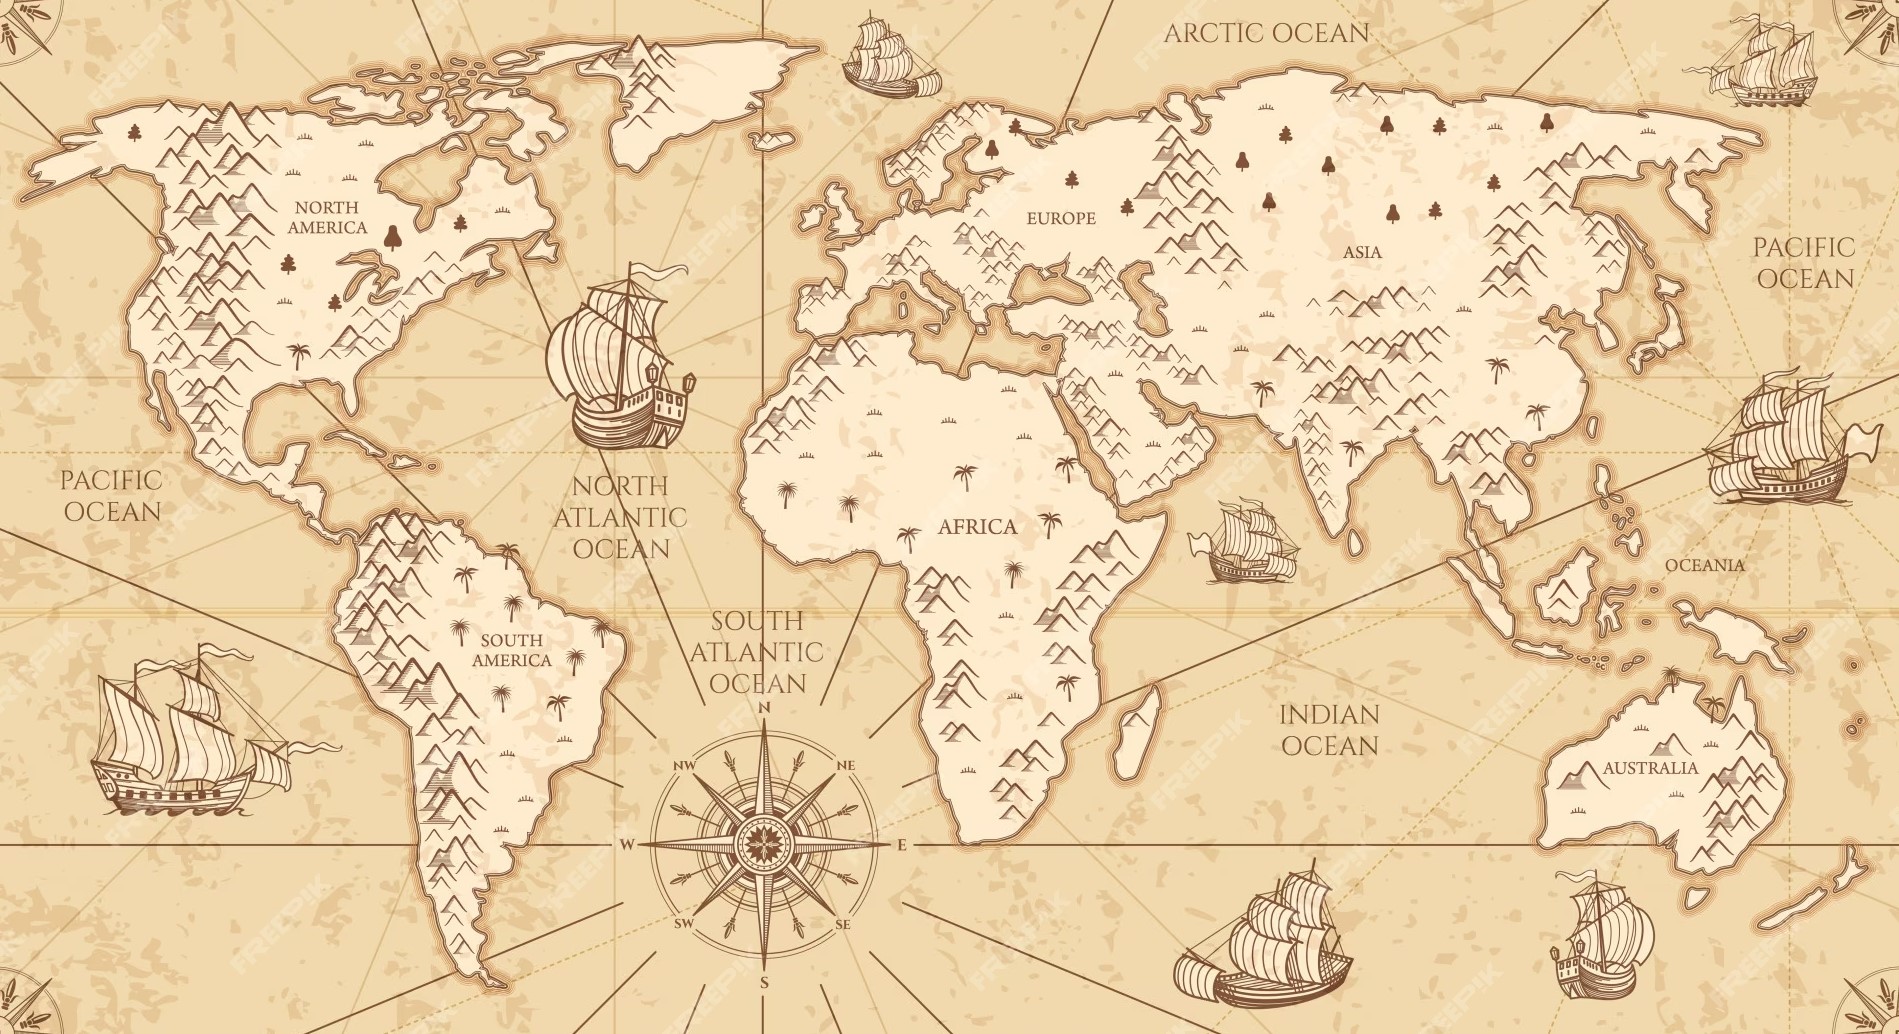 ARCTIC OCEAN
NORTH
AMERICA
EUROPE
ASIA
PACIFIC
OCEAN
PACIFIC
OCEAN
NORTH
ATLANTIC
OCEAN
AFRICA
OCEANIA
SOUTH
AMERICA
SOUTH
ATLANTIC
OCEAN
INDIAN
OCEAN
AUSTRALIA
N
NW
NE
W
E
SW
SE
S
FREEPIK